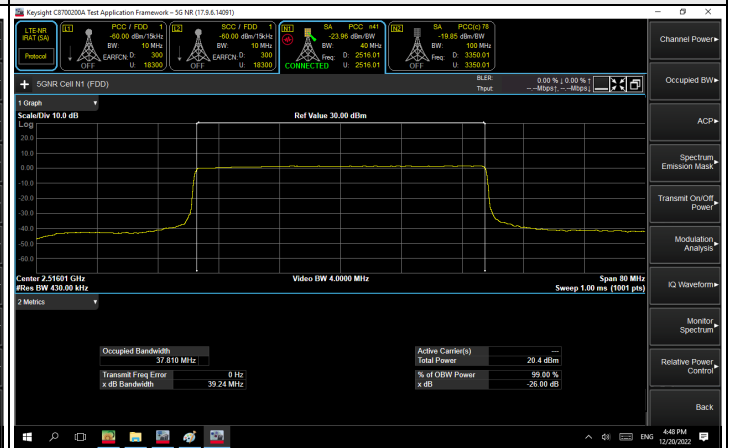 Keysight C8700200A Test Application Framework – 5G NR (17.9.6.14091)
LTE-NR
IRAT (SA)
Protocol
L1 PCC / FDD 1
-60.00 dBm/15kHz
BW: 10 MHz
EARFCN: D: 300
OFF U: 18300
L2 SCC / FDD 1
-60.00 dBm/15kHz
BW: 10 MHz
EARFCN: D: 300
OFF U: 18300
N1 SA PCC n41
-23.96 dBm/BW
BW: 40 MHz
Freq: D: 2516.01
CONNECTED U: 2516.01
N2 SA PCC(c) 78
-19.85 dBm/BW
BW: 100 MHz
Freq: D: 3350.01
OFF U: 3350.01
5GNR Cell N1 (FDD)
BLER: 0.00 % ↓ 0.00 % ↑
Thput: --.--Mbps↑, --.--Mbps↓
1 Graph
Scale/Div 10.0 dB
Ref Value 30.00 dBm
Log
20.0
10.0
0.00
-10.0
-20.0
-30.0
-40.0
-50.0
-60.0
Center 2.51601 GHz
Video BW 4.0000 MHz
Span 80 MHz
#Res BW 430.00 kHz
Sweep 1.00 ms (1001 pts)
2 Metrics
Occupied Bandwidth
37.810 MHz
Transmit Freq Error 0 Hz
x dB Bandwidth 39.24 MHz
Active Carrier(s) ---
Total Power 20.4 dBm
% of OBW Power 99.00 %
x dB -26.00 dB
Channel Power
Occupied BW
ACP
Spectrum
Emission Mask
Transmit On/Off
Power
Modulation
Analysis
IQ Waveform
Monitor
Spectrum
Relative Power
Control
Back
ENG
4:48 PM
12/20/2022